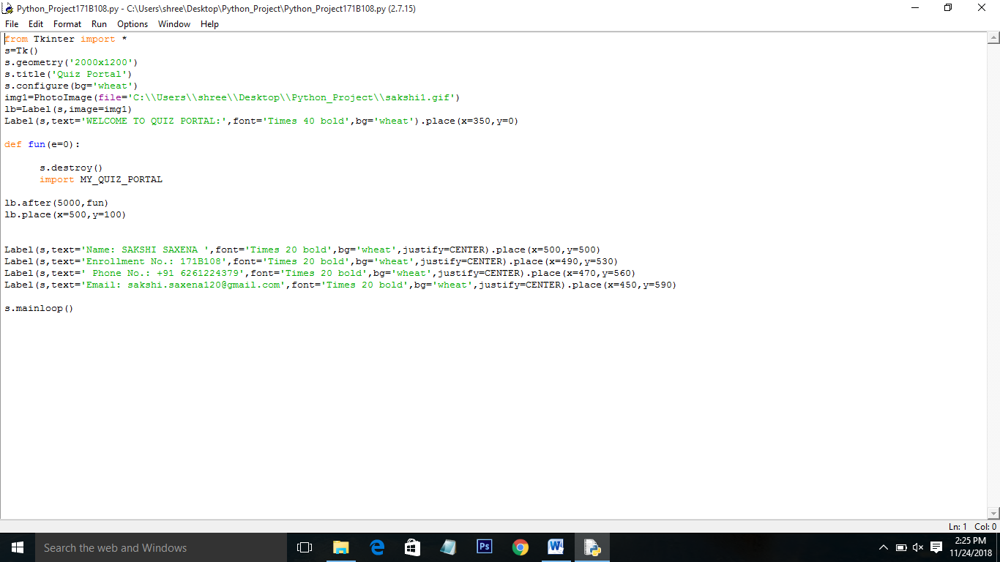 Python_Project171B108.py - C:\Users\shree\Desktop\Python_Project\Python_Project171B108.py (2.7.15)
File Edit Format Run Options Window Help
from Tkinter import *
s=Tk()
s.geometry('2000x1200')
s.title('Quiz Portal')
s.configure(bg='wheat')
img1=PhotoImage(file='C:\\Users\\shree\\Desktop\\Python_Project\\sakshi1.gif')
lb=Label(s,image=img1)
Label(s,text='WELCOME TO QUIZ PORTAL:',font='Times 40 bold',bg='wheat').place(x=350,y=0)
def fun(e=0):
s.destroy()
import MY_QUIZ_PORTAL
lb.after(5000,fun)
lb.place(x=500,y=100)
Label(s,text='Name: SAKSHI SAXENA ',font='Times 20 bold',bg='wheat',justify=CENTER).place(x=500,y=500)
Label(s,text='Enrollment No.: 171B108',font='Times 20 bold',bg='wheat',justify=CENTER).place(x=490,y=530)
Label(s,text=' Phone No.: +91 6261224379',font='Times 20 bold',bg='wheat',justify=CENTER).place(x=470,y=560)
Label(s,text='Email: sakshi.saxena120@gmail.com',font='Times 20 bold',bg='wheat',justify=CENTER).place(x=450,y=590)
s.mainloop()
Ln: 1 Col: 0
Search the web and Windows
Ps
W
2:25 PM
11/24/2018